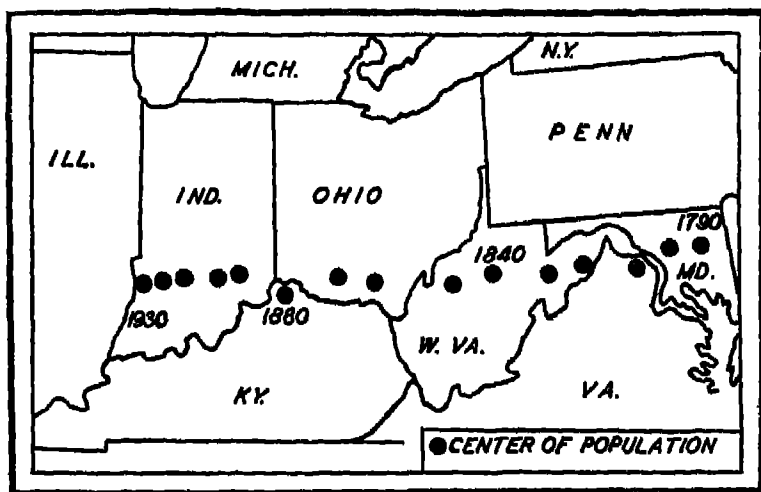 N.Y.
MICH.
PENN
ILL.
IND.
OHIO
1790
1840
MD.
1930
1880
W. VA.
KY.
VA.
CENTER OF POPULATION